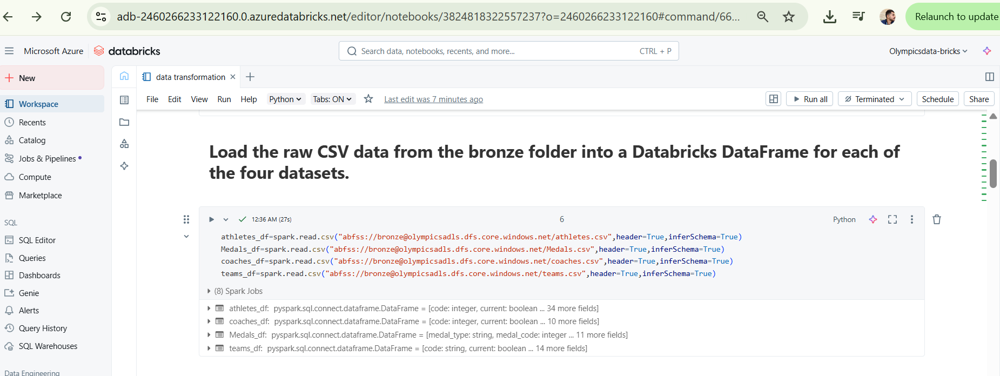 adb-2460266233122160.0.azuredatabricks.net/editor/notebooks/3824818322557237?o=2460266233122160#command/66...
Relaunch to update
Microsoft Azure
databricks
Search data, notebooks, recents, and more...
CTRL + P
Olympicsdata-bricks
New
Workspace
Recents
Catalog
Jobs & Pipelines
Compute
Marketplace
SQL
SQL Editor
Queries
Dashboards
Genie
Alerts
Query History
SQL Warehouses
Data Engineering
data transformation
File Edit View Run Help Python Tabs: ON Last edit was 7 minutes ago
Run all Terminated Schedule Share
Load the raw CSV data from the bronze folder into a Databricks DataFrame for each of
the four datasets.
12:36 AM (27s)
6
Python
athletes_df=spark.read.csv("abfss://bronze@olympicsadls.dfs.core.windows.net/athletes.csv",header=True,inferSchema=True)
Medals_df=spark.read.csv("abfss://bronze@olympicsadls.dfs.core.windows.net/Medals.csv",header=True,inferSchema=True)
coaches_df=spark.read.csv("abfss://bronze@olympicsadls.dfs.core.windows.net/coaches.csv",header=True,inferSchema=True)
teams_df=spark.read.csv("abfss://bronze@olympicsadls.dfs.core.windows.net/teams.csv",header=True,inferSchema=True)
(8) Spark Jobs
athletes_df: pyspark.sql.connect.dataframe.DataFrame = [code: integer, current: boolean ... 34 more fields]
coaches_df: pyspark.sql.connect.dataframe.DataFrame = [code: integer, current: boolean ... 10 more fields]
Medals_df: pyspark.sql.connect.dataframe.DataFrame = [medal_type: string, medal_code: integer ... 11 more fields]
teams_df: pyspark.sql.connect.dataframe.DataFrame = [code: string, current: boolean ... 14 more fields]